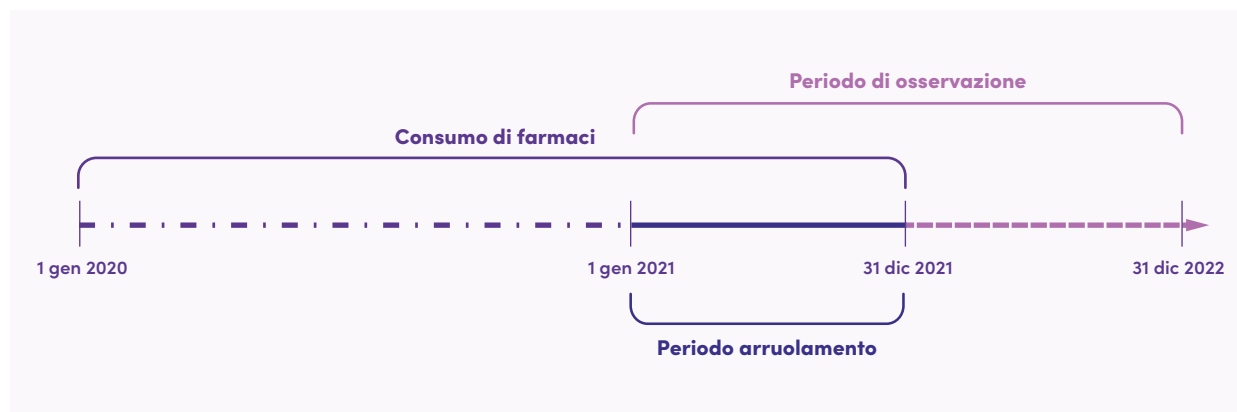 Periodo di osservazione
Consumo di farmaci
1 gen 2020
1 gen 2021
31 dic 2021
31 dic 2022
Periodo arruolamento